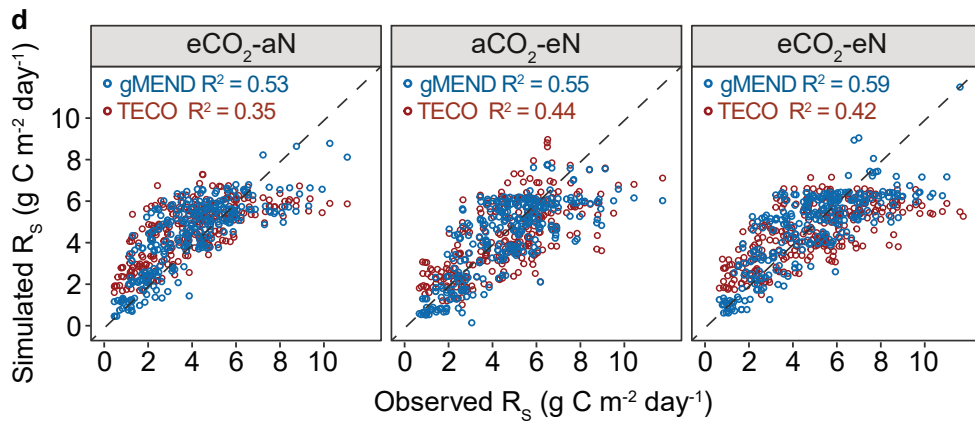 d
eCO₂-aN
aCO₂-eN
eCO₂-eN
gMEND R² = 0.53
TECO R² = 0.35
gMEND R² = 0.55
TECO R² = 0.44
gMEND R² = 0.59
TECO R² = 0.42
Simulated Rₛ (g C m⁻² day⁻¹)
10
8
6
4
2
0
0 2 4 6 8 10
0 2 4 6 8 10
0 2 4 6 8 10
Observed Rₛ (g C m⁻² day⁻¹)